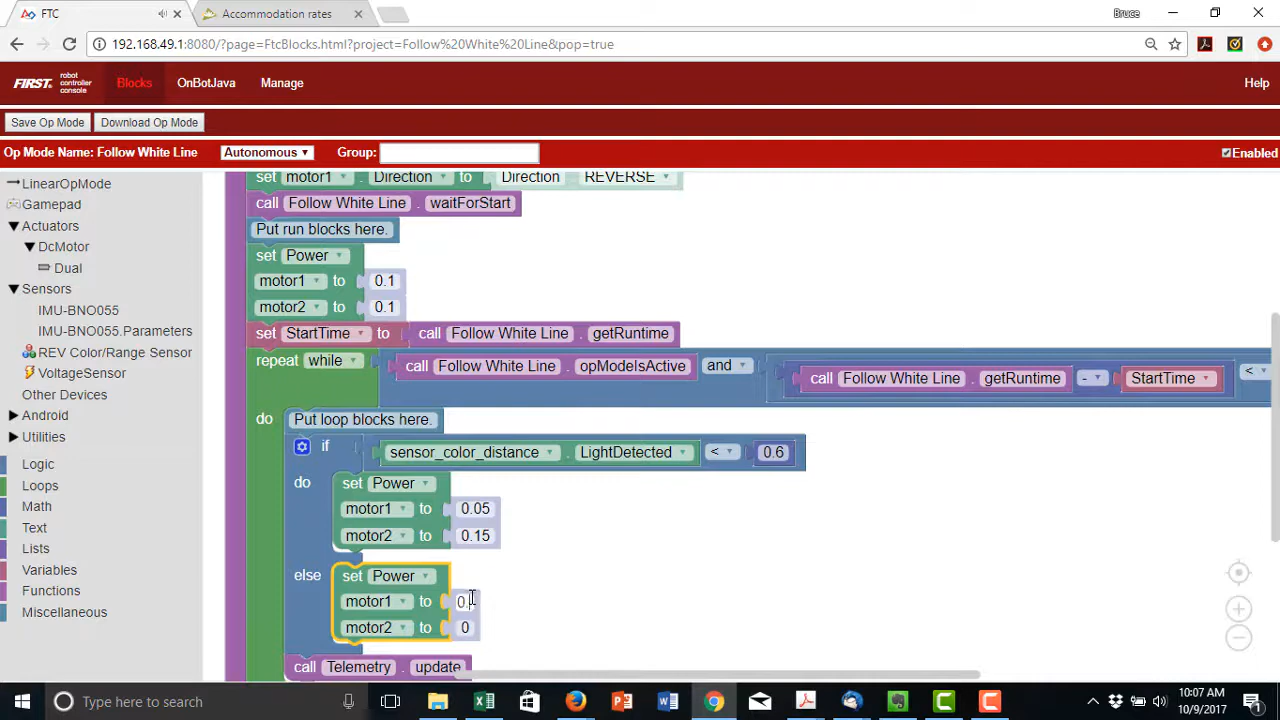 FTC
Accommodation rates
Bruce
192.168.49.1:8080/?page=FtcBlocks.html?project=Follow%20White%20Line&pop=true
FIRST robot controller console
Blocks
OnBotJava
Manage
Help
Save Op Mode
Download Op Mode
Op Mode Name: Follow White Line
Autonomous
Group:
Enabled
LinearOpMode
Gamepad
Actuators
DcMotor
Dual
Sensors
IMU-BNO055
IMU-BNO055.Parameters
REV Color/Range Sensor
VoltageSensor
Other Devices
Android
Utilities
Logic
Loops
Math
Text
Lists
Variables
Functions
Miscellaneous
set motor1 . Direction to Direction REVERSE
call Follow White Line . waitForStart
Put run blocks here.
set Power
motor1 to 0.1
motor2 to 0.1
set StartTime to call Follow White Line . getRuntime
repeat while call Follow White Line . opModeIsActive and call Follow White Line . getRuntime - StartTime <
do Put loop blocks here.
if sensor_color_distance . LightDetected < 0.6
do set Power
motor1 to 0.05
motor2 to 0.15
else set Power
motor1 to 0.
motor2 to 0
call Telemetry . update
Type here to search
10:07 AM
10/9/2017
1